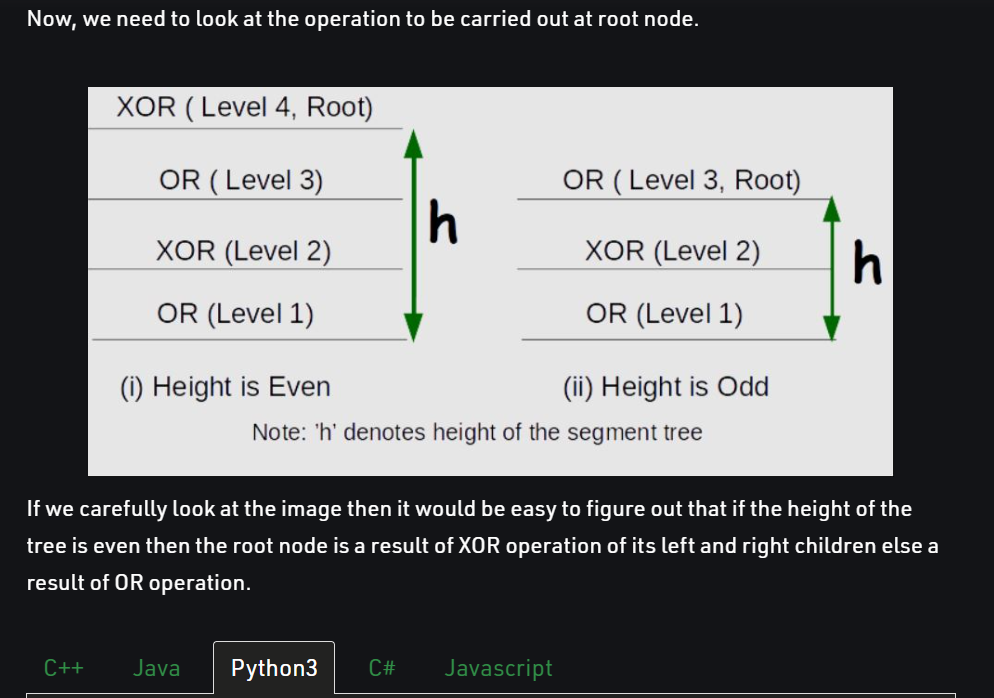 Now, we need to look at the operation to be carried out at root node.
XOR ( Level 4, Root)
OR ( Level 3)
XOR (Level 2)
OR (Level 1)
h
(i) Height is Even
OR ( Level 3, Root)
XOR (Level 2)
OR (Level 1)
h
(ii) Height is Odd
Note: 'h' denotes height of the segment tree
If we carefully look at the image then it would be easy to figure out that if the height of the
tree is even then the root node is a result of XOR operation of its left and right children else a
result of OR operation.
C++ Java Python3 C# Javascript